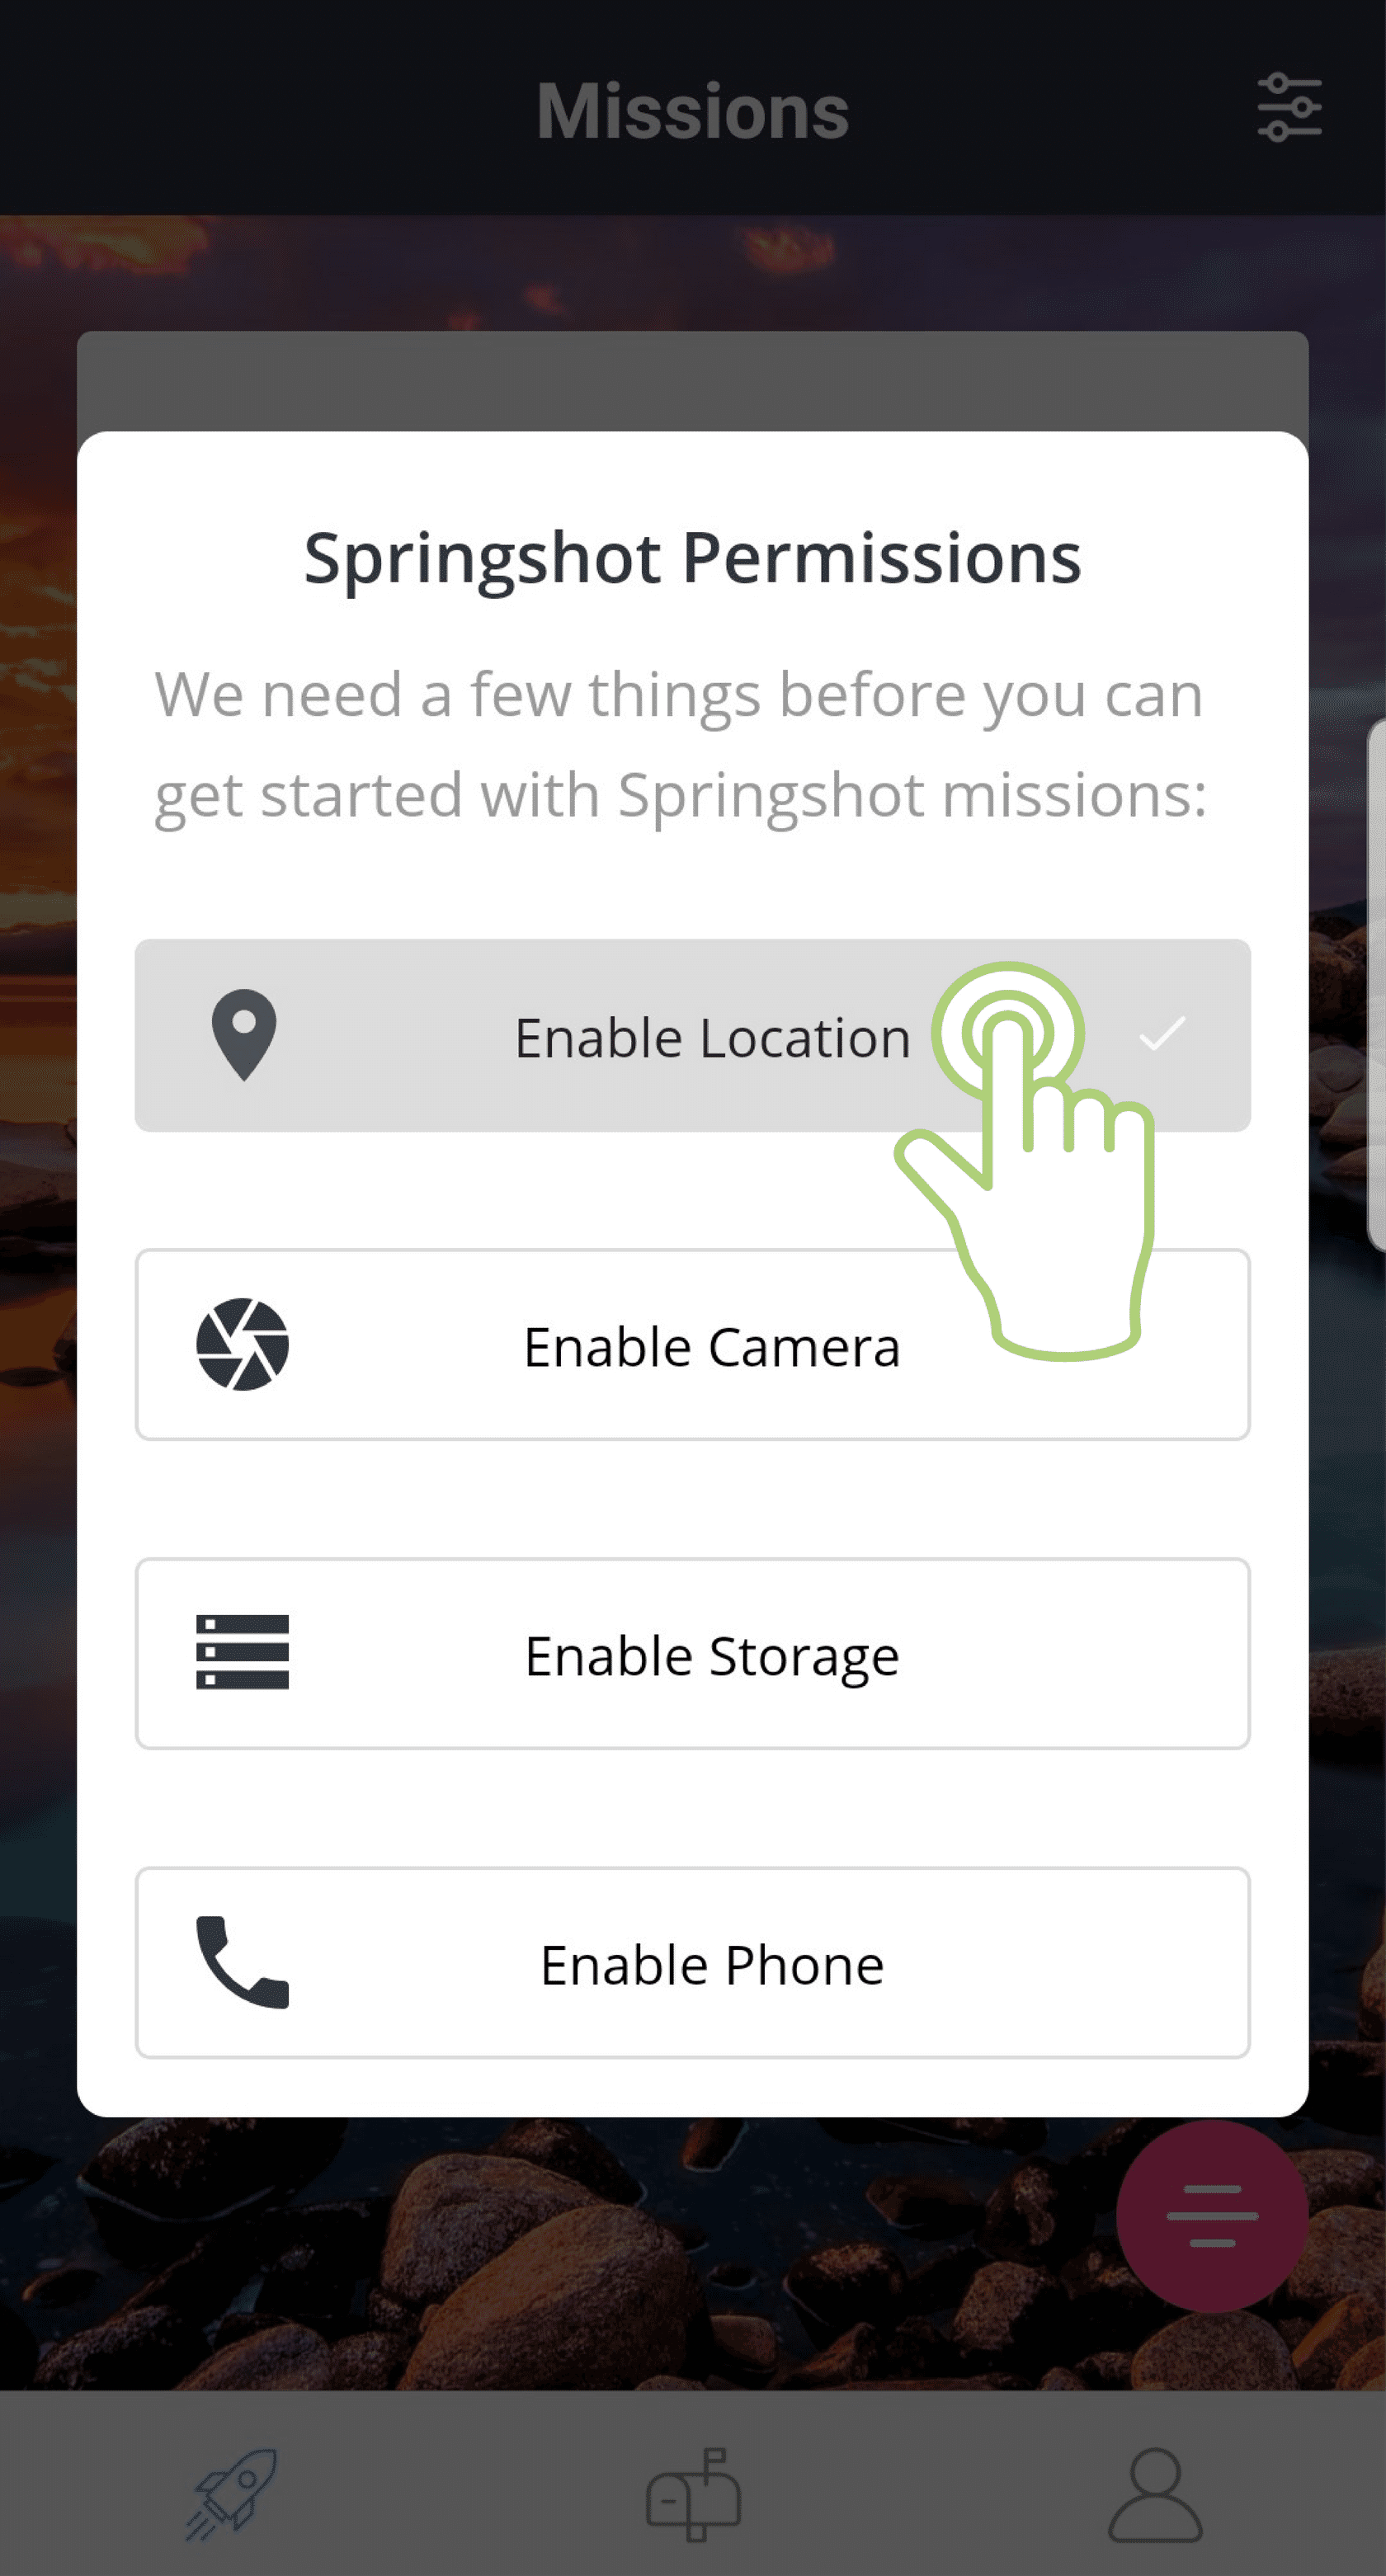 Missions
Springshot Permissions
We need a few things before you can
get started with Springshot missions:
Enable Location
Enable Camera
Enable Storage
Enable Phone